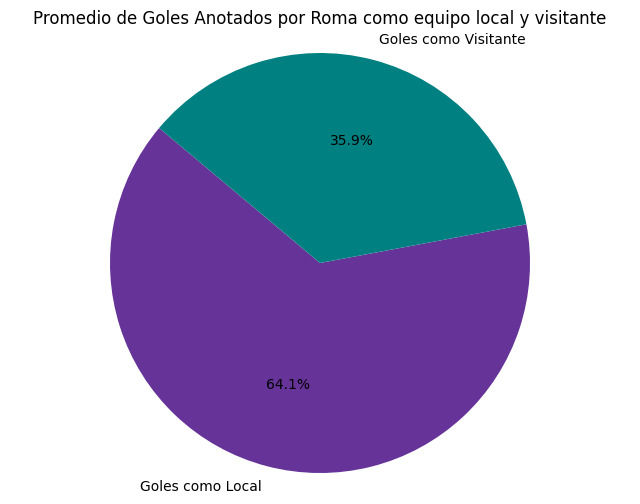 Promedio de Goles Anotados por Roma como equipo local y visitante
Goles como Visitante
35.9%
64.1%
Goles como Local